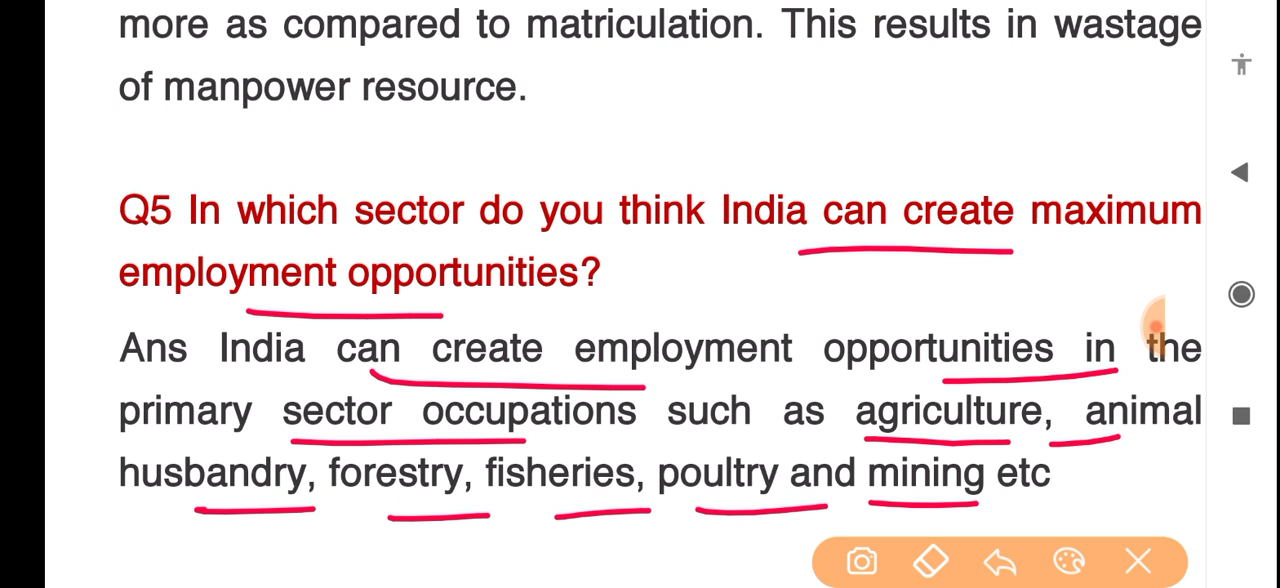 more as compared to matriculation. This results in wastage
of manpower resource.
Q5 In which sector do you think India can create maximum
employment opportunities?
Ans India can create employment opportunities in the
primary sector occupations such as agriculture, animal
husbandry, forestry, fisheries, poultry and mining etc